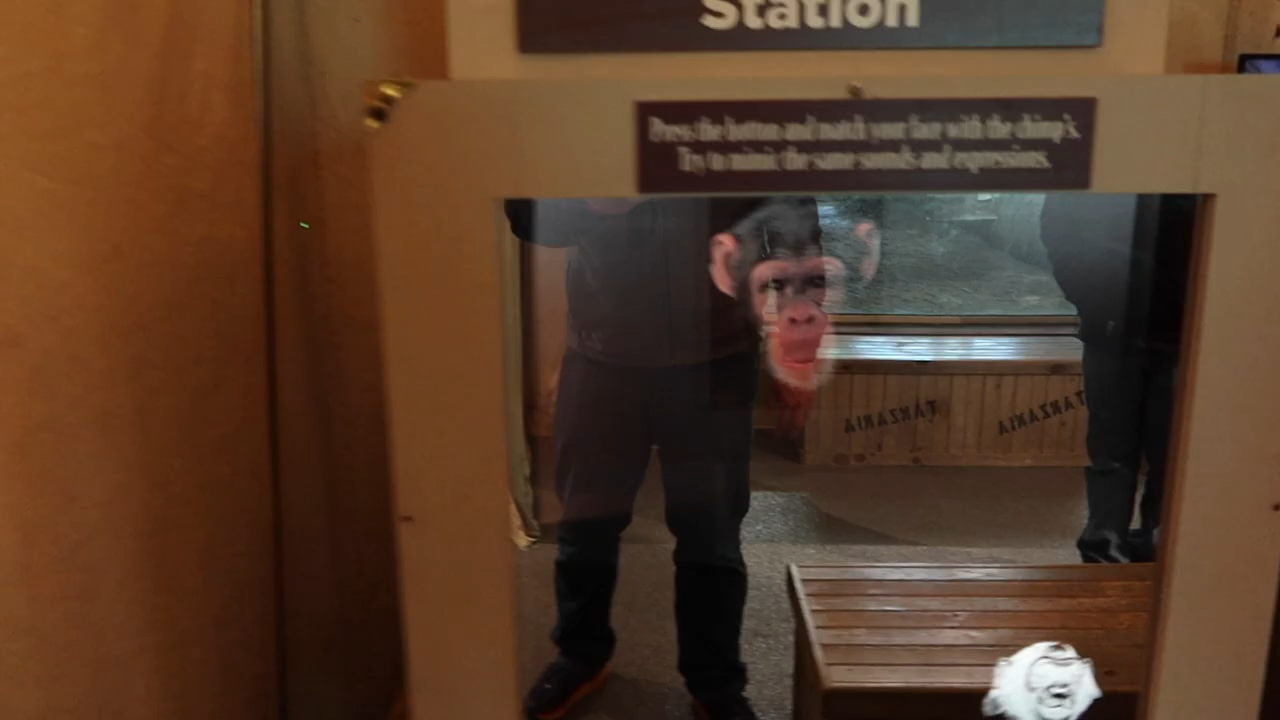 Station
Press the button and match your face with the chimp's.
Try to mimic the same sounds and expressions.
TANZANIA
TANZANIA